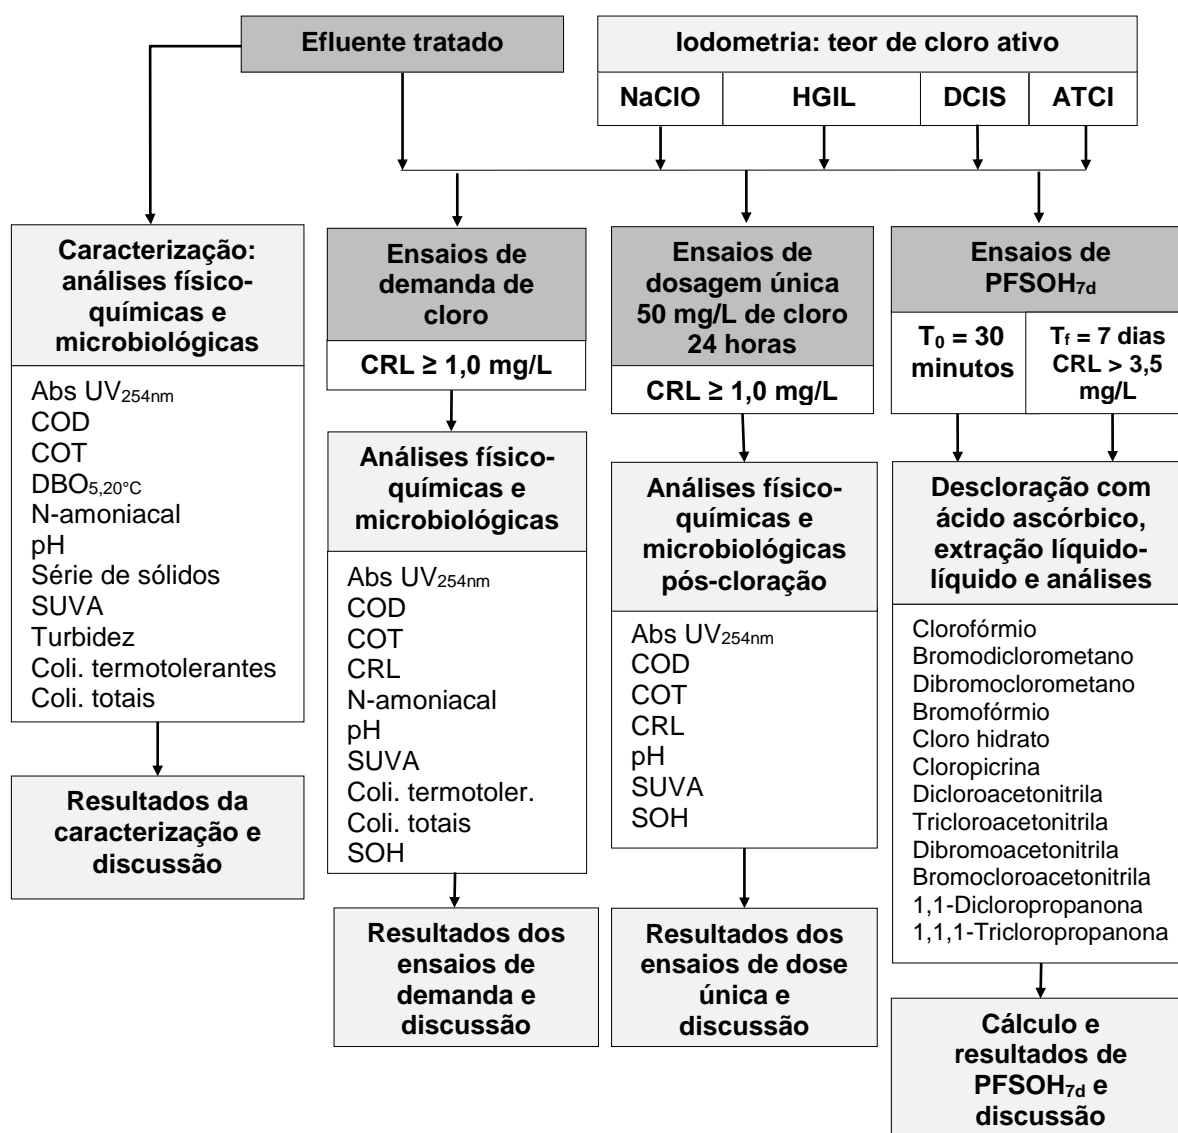 Efluente tratado
Iodometria: teor de cloro ativo
NaClO
HGIL
DCIS
ATCI
Caracterização:
análises físico-
químicas e
microbiológicas
Abs UV254nm
COD
COT
DBO5,20°C
N-amoniacal
pH
Série de sólidos
SUVA
Turbidez
Coli. termotolerantes
Coli. totais
Resultados da
caracterização e
discussão
Ensaios de
demanda de
cloro
CRL ≥ 1,0 mg/L
Análises físico-
químicas e
microbiológicas
Abs UV254nm
COD
COT
CRL
N-amoniacal
pH
SUVA
Coli. termotoler.
Coli. totais
SOH
Resultados dos
ensaios de
demanda e
discussão
Ensaios de
dosagem única
50 mg/L de cloro
24 horas
CRL ≥ 1,0 mg/L
Análises físico-
químicas e
microbiológicas
pós-cloração
Abs UV254nm
COD
COT
CRL
pH
SUVA
SOH
Resultados dos
ensaios de dose
única e
discussão
Ensaios de
PFSOH7d
T0 = 30
minutos
Tf = 7 dias
CRL > 3,5
mg/L
Descloração com
ácido ascórbico,
extração líquido-
líquido e análises
Clorofórmio
Bromodiclorometano
Dibromoclorometano
Bromofórmio
Cloro hidrato
Cloropicrina
Dicloroacetonitrila
Tricloroacetonitrila
Dibromoacetonitrila
Bromocloroacetonitrila
1,1-Dicloropropanona
1,1,1-Tricloropropanona
Cálculo e
resultados de
PFSOH7d e
discussão